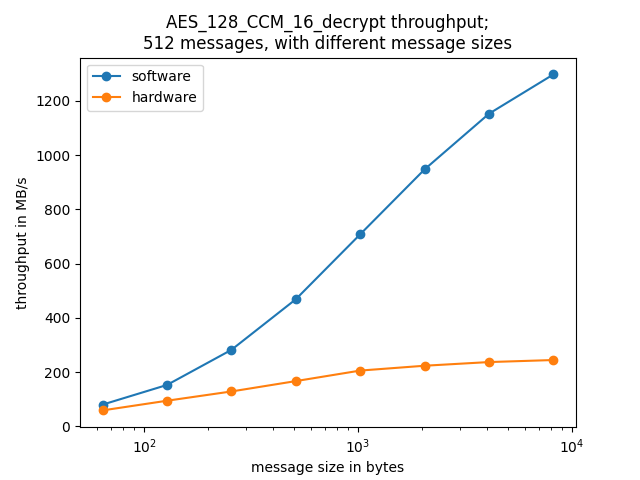 AES_128_CCM_16_decrypt throughput;
512 messages, with different message sizes
software
hardware
1200
1000
800
600
400
200
0
throughput in MB/s
10²
10³
10⁴
message size in bytes